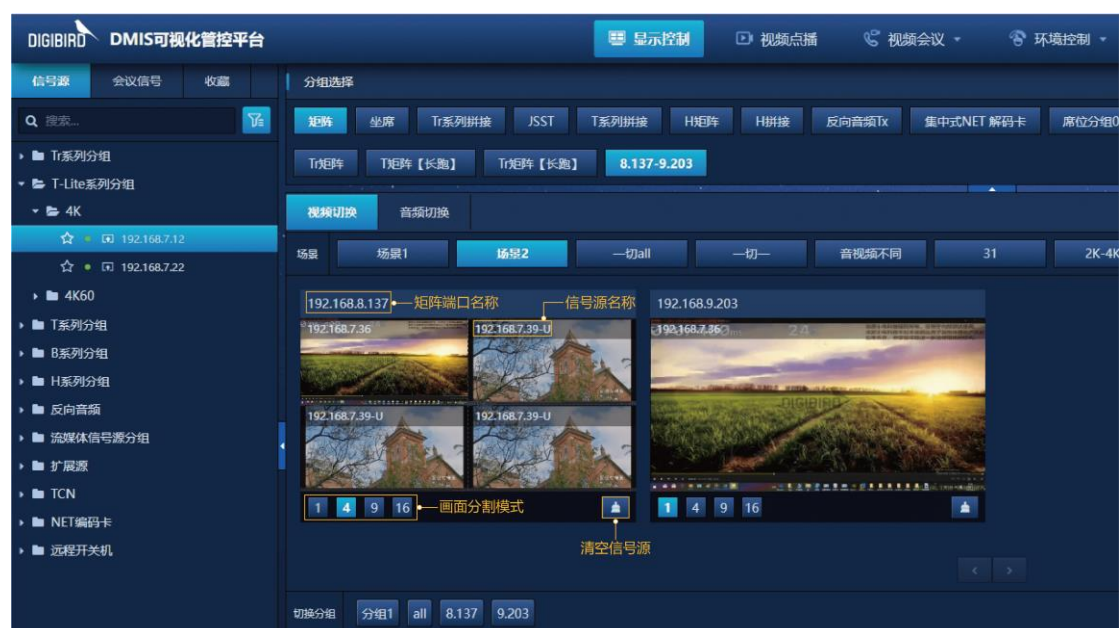 DIGIBIRD DMIS可视化管控平台 显示控制 视频点播 视频会议 环境控制
信号源 会议信号 收藏
搜索...
Tr系列分组
T-Lite系列分组
4K
192.168.7.12
192.168.7.22
4K60
T系列分组
B系列分组
H系列分组
反向音频
流媒体信号源分组
扩展源
TCN
NET编码卡
远程开关机
分组选择
矩阵 坐席 Tr系列拼接 JSST T系列拼接 H矩阵 H拼接 反向音频Tx 集中式NET 解码卡 席位分组0
Tr矩阵 T矩阵【长跑】 Tr矩阵【长跑】 8.137-9.203
视频切换 音频切换
场景 场景1 场景2 一切all 一切一 音视频不同 31 2K-4K
192.168.8.137 矩阵端口名称 信号源名称 192.168.9.203
192.168.7.36 192.168.7.39-U 192.168.7.36 24
DIGIBIRD
192.168.7.39-U 192.168.7.39-U
1 4 9 16 画面分割模式 1 4 9 16
清空信号源
切换分组 分组1 all 8.137 9.203